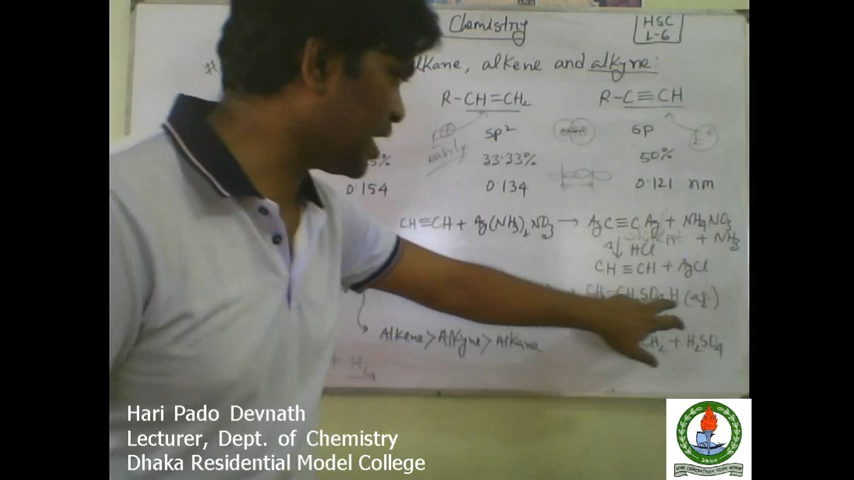 Chemistry
HSC
L-6
alkane, alkene and alkyne:
R-CH=CH₂ R-C≡CH
sp² sp
easily
33.33% 50%
0.154 0.134 0.121 nm
CH≡CH + Ag(NH₃)₂NO₃ → AgC≡CAg + NH₄NO₃
+ NH₃
HCl
CH≡CH + AgCl
(aq.)
Alkene > Alkyne > Alkane
+ H₂SO₄
Hari Pado Devnath
Lecturer, Dept. of Chemistry
Dhaka Residential Model College